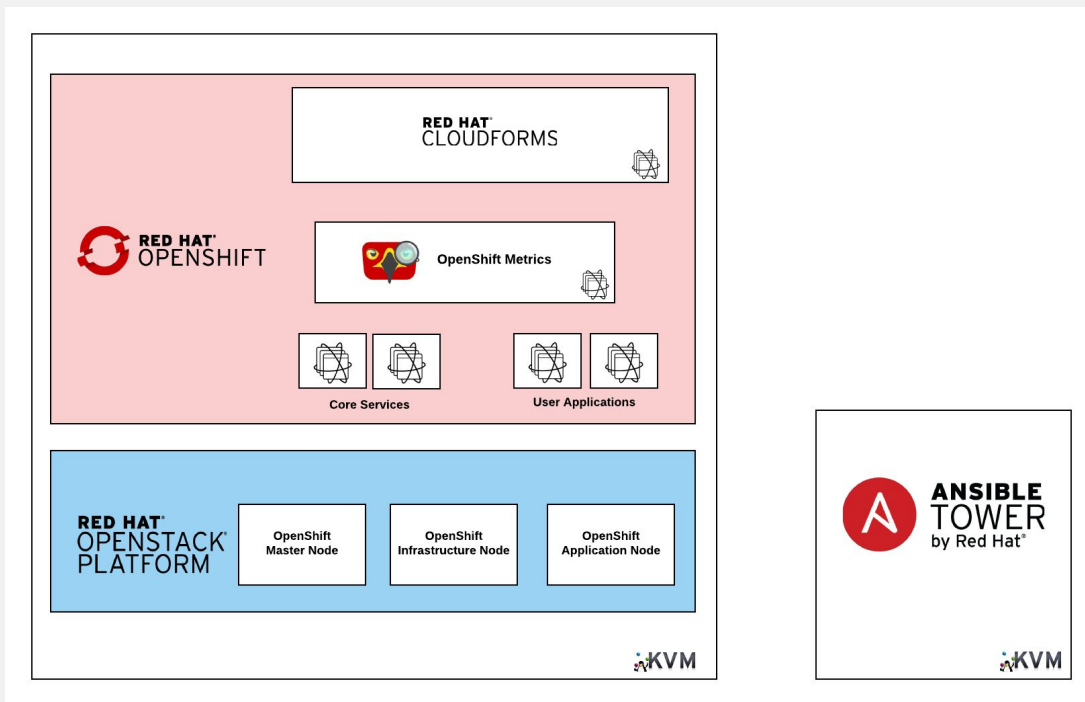 RED HAT®
CLOUDFORMS
RED HAT®
OPENSHIFT
OpenShift Metrics
Core Services
User Applications
RED HAT®
OPENSTACK®
PLATFORM
OpenShift
Master Node
OpenShift
Infrastructure Node
OpenShift
Application Node
KVM
ANSIBLE
TOWER
by Red Hat®
KVM